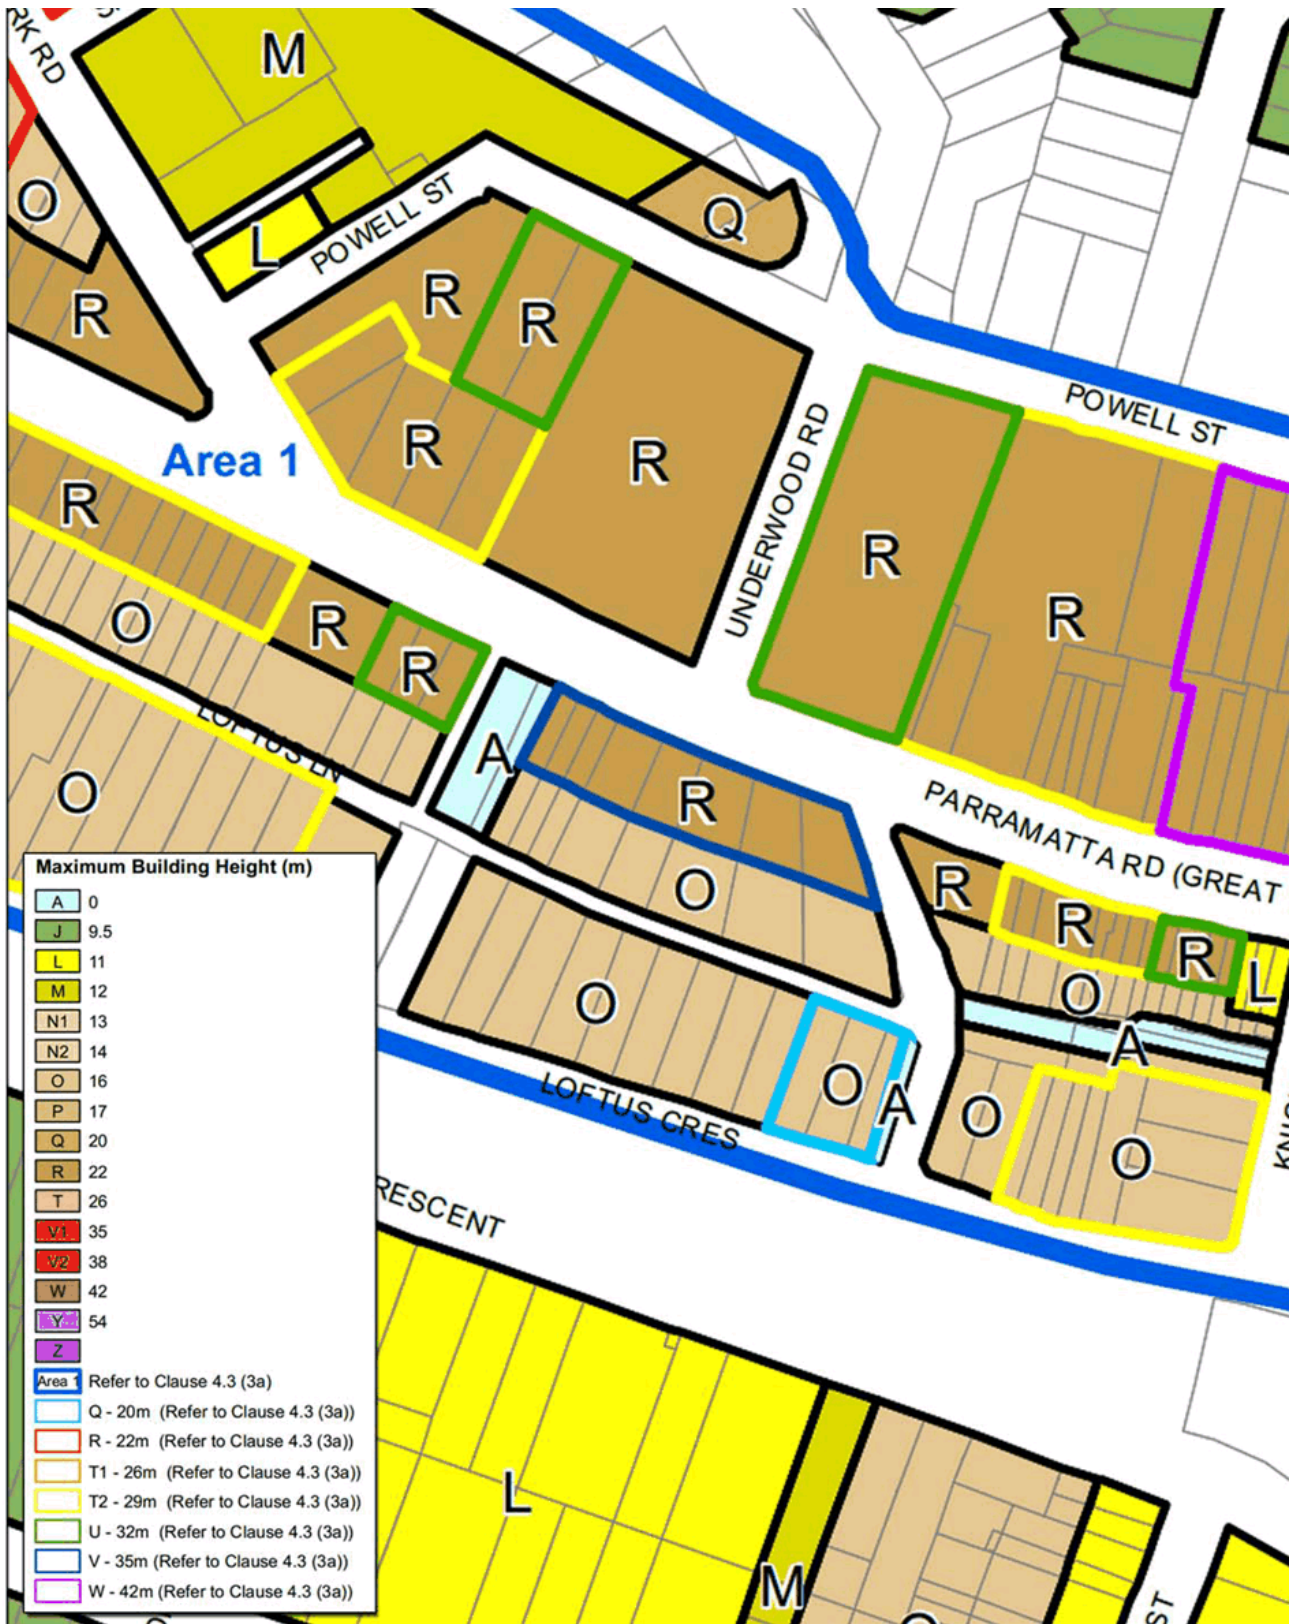 RK RD
M
O
L
POWELL ST
Q
R
R
R
Area 1
R
R
POWELL ST
UNDERWOOD RD
R
R
R
R
R
O
LOFTUS LN
A
R
O
PARRAMATTA RD (GREAT
R
R
R
L
O
O
A
O
O
A
O
O
LOFTUS CRES
KNIG
RESCENT
L
M
ST
Maximum Building Height (m)
A 0
J 9.5
L 11
M 12
N1 13
N2 14
O 16
P 17
Q 20
R 22
T 26
V1 35
V2 38
W 42
Y 54
Z
Area 1 Refer to Clause 4.3 (3a)
Q - 20m (Refer to Clause 4.3 (3a))
R - 22m (Refer to Clause 4.3 (3a))
T1 - 26m (Refer to Clause 4.3 (3a))
T2 - 29m (Refer to Clause 4.3 (3a))
U - 32m (Refer to Clause 4.3 (3a))
V - 35m (Refer to Clause 4.3 (3a))
W - 42m (Refer to Clause 4.3 (3a))